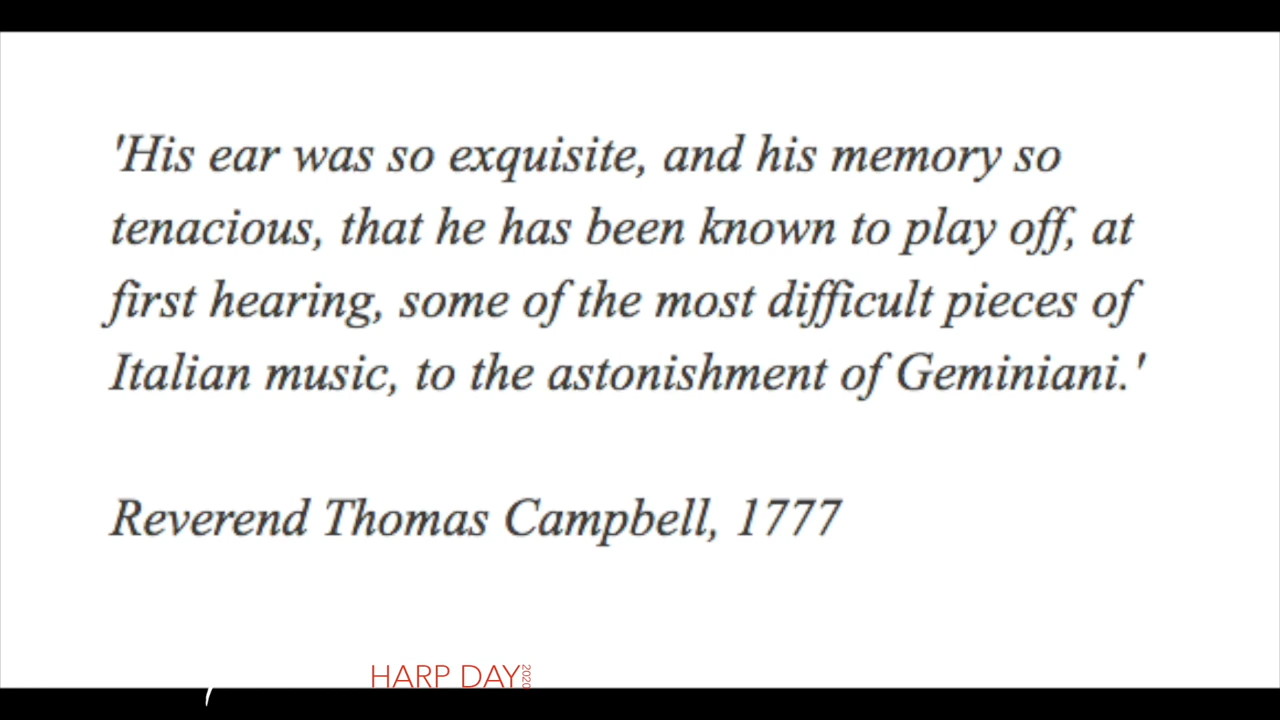 'His ear was so exquisite, and his memory so
tenacious, that he has been known to play off, at
first hearing, some of the most difficult pieces of
Italian music, to the astonishment of Geminiani.'
Reverend Thomas Campbell, 1777
HARP DAY 2020